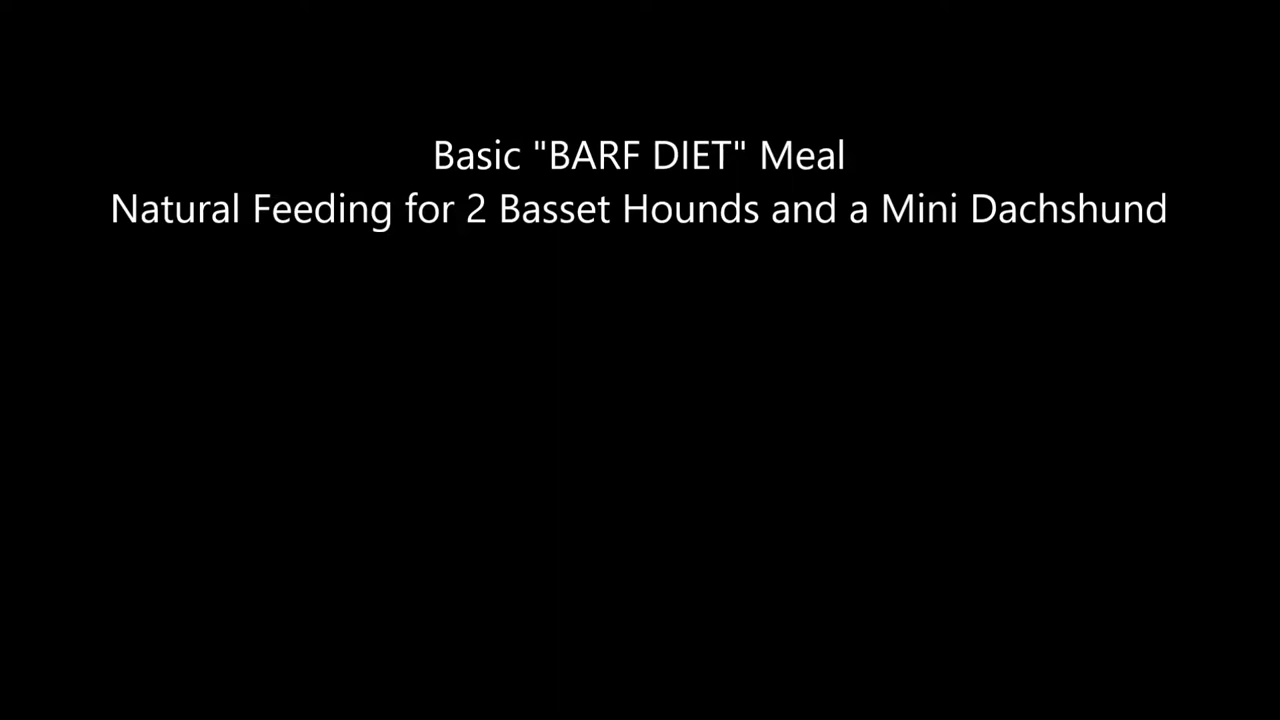 Basic "BARF DIET" Meal
Natural Feeding for 2 Basset Hounds and a Mini Dachshund